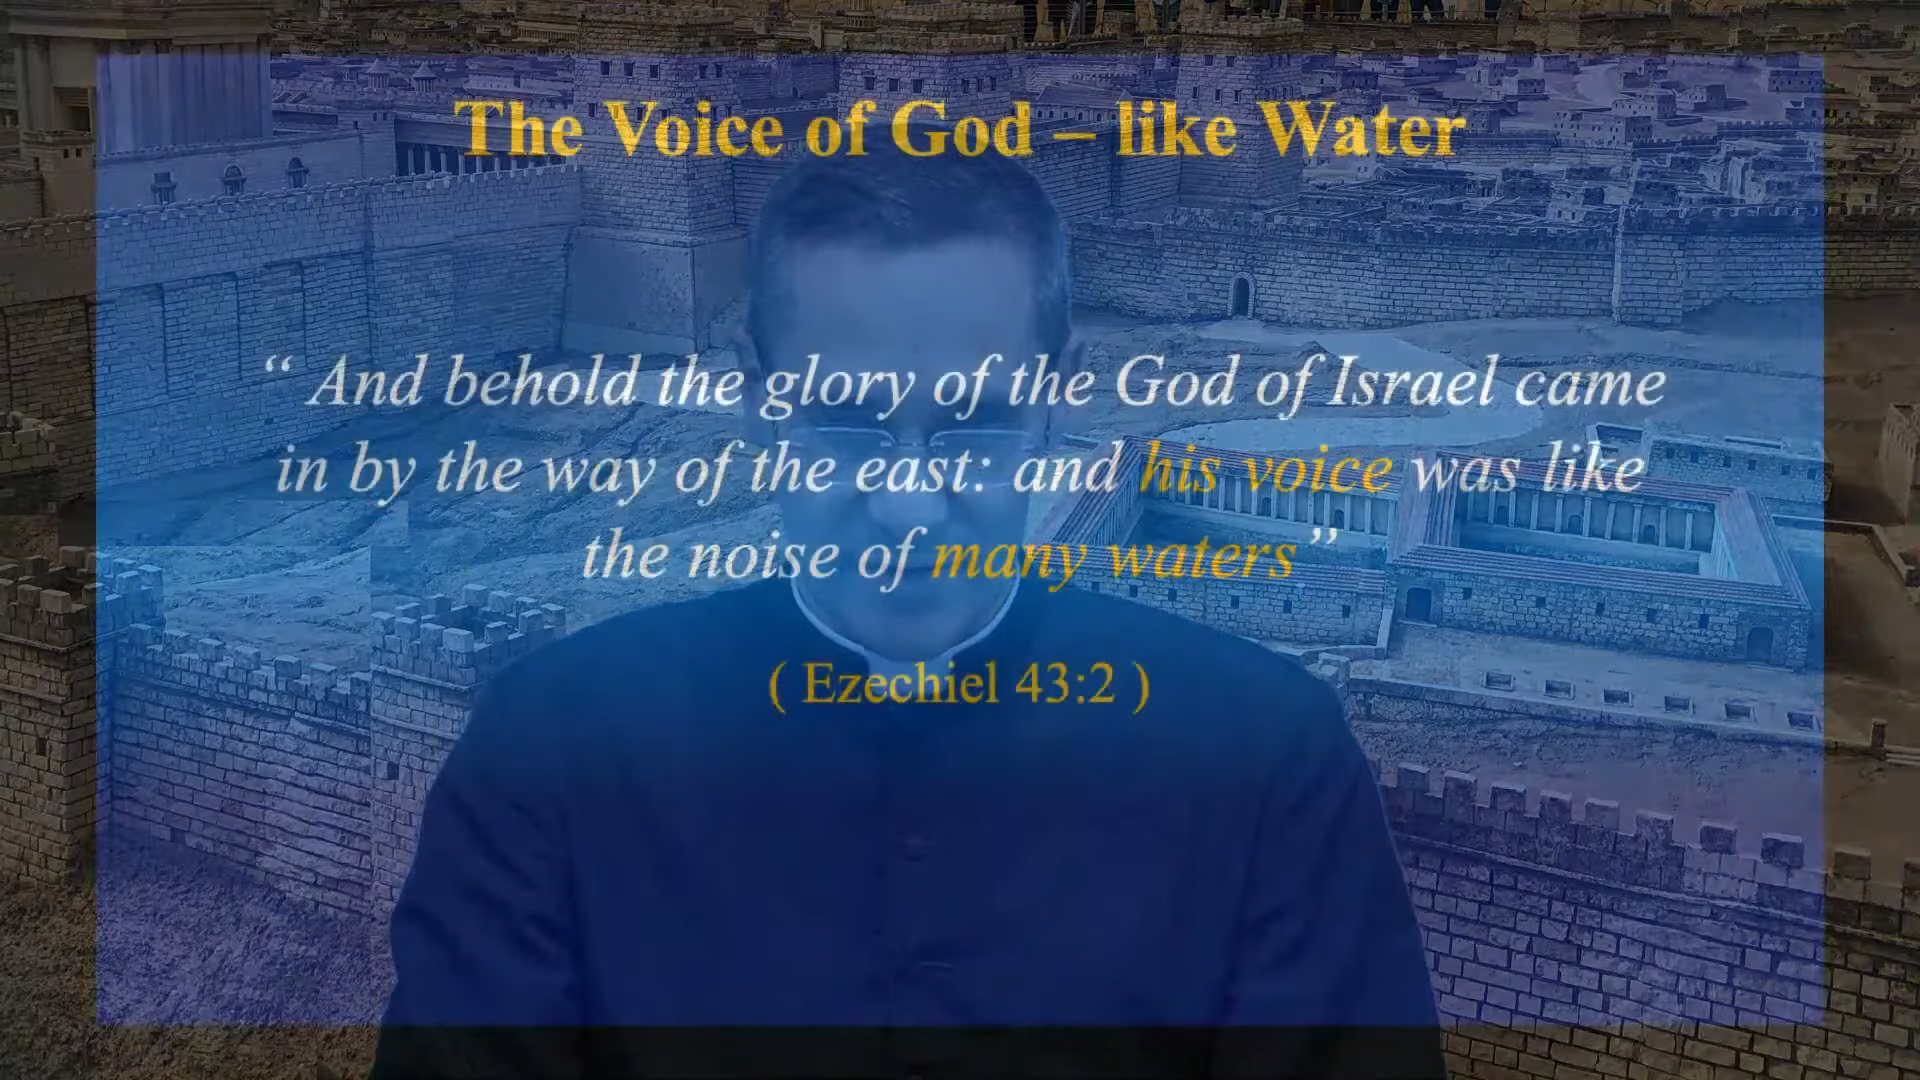 The Voice of God – like Water
“ And behold the glory of the God of Israel came
in by the way of the east: and his voice was like
the noise of many waters”
( Ezechiel 43:2 )